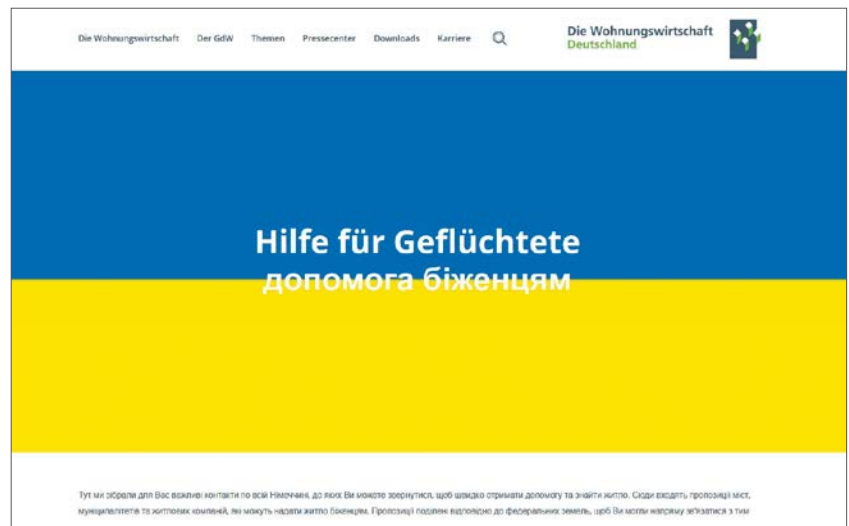 Die Wohnungswirtschaft Der GdW Themen Pressecenter Downloads Karriere
Die Wohnungswirtschaft
Deutschland
Hilfe für Geflüchtete
допомога біженцям
Тут ми зібрали для Вас важливі контакти по всій Німеччині, до яких Ви можете звернутися, щоб швидко отримати допомогу та знайти житло. Сюди входять пропозиції міст,
муніципалітетів та житлових компаній, які можуть надати житло біженцям. Пропозиції поділені відповідно до федеральних земель, щоб Ви могли напряму зв'язатися з тим